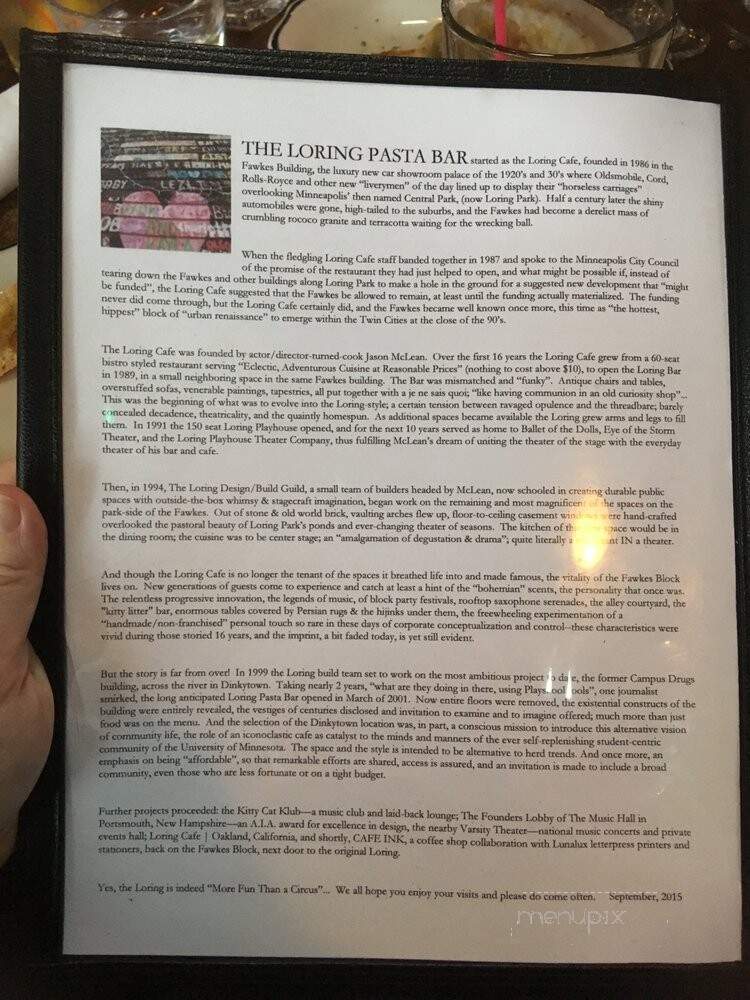 THE LORING PASTA BAR started as the Loring Cafe, founded in 1986 in the
Fawkes Building, the luxury new car showroom palace of the 1920's and 30's where Oldsmobile, Cord,
Rolls-Royce and other new "liverymen" of the day lined up to display their "horseless carriages"
overlooking Minneapolis' then named Central Park, (now Loring Park). Half a century later the shiny
automobiles were gone, high-tailed to the suburbs, and the Fawkes had become a derelict mass of
crumbling rococo granite and terracotta waiting for the wrecking ball.
When the fledgling Loring Cafe staff banded together in 1987 and spoke to the Minneapolis City Council
of the promise of the restaurant they had just helped to open, and what might be possible if, instead of
tearing down the Fawkes and other buildings along Loring Park to make a hole in the ground for a suggested new development that "might
be funded", the Loring Cafe suggested that the Fawkes be allowed to remain, at least until the funding actually materialized. The funding
never did come through, but the Loring Cafe certainly did, and the Fawkes became well known once more, this time as "the hottest,
hippest" block of "urban renaissance" to emerge within the Twin Cities at the close of the 90's.
The Loring Cafe was founded by actor/director-turned-cook Jason McLean. Over the first 16 years the Loring Cafe grew from a 60-seat
bistro styled restaurant serving "Eclectic, Adventurous Cuisine at Reasonable Prices" (nothing to cost above $10), to open the Loring Bar
in 1989, in a small neighboring space in the same Fawkes building. The Bar was mismatched and "funky". Antique chairs and tables,
overstuffed sofas, venerable paintings, tapestries, all put together with a je ne sais quoi; "like having communion in an old curiosity shop"...
This was the beginning of what was to evolve into the Loring-style; a certain tension between ravaged opulence and the threadbare; barely
concealed decadence, theatricality, and the quaintly homespun. As additional spaces became available the Loring grew arms and legs to fill
them. In 1991 the 150 seat Loring Playhouse opened, and for the next 10 years served as home to Ballet of the Dolls, Eye of the Storm
Theater, and the Loring Playhouse Theater Company, thus fulfilling McLean's dream of uniting the theater of the stage with the everyday
theater of his bar and cafe.
Then, in 1994, The Loring Design/Build Guild, a small team of builders headed by McLean, now schooled in creating durable public
spaces with outside-the-box whimsy & stagecraft imagination, began work on the remaining and most magnificent of the spaces on the
park-side of the Fawkes. Out of stone & old world brick, vaulting arches flew up, floor-to-ceiling casement were hand-crafted
overlooked the pastoral beauty of Loring Park's ponds and ever-changing theater of seasons. The kitchen of space would be in
the dining room; the cuisine was to be center stage; an "amalgamation of degustation & drama"; quite literally IN a theater.
And though the Loring Cafe is no longer the tenant of the spaces it breathed life into and made famous, the vitality of the Fawkes Block
lives on. New generations of guests come to experience and catch at least a hint of the "bohemian" scents, the personality that once was.
The relentless progressive innovation, the legends of music, of block party festivals, rooftop saxophone serenades, the alley courtyard, the
"kitty litter" bar, enormous tables covered by Persian rugs & the hijinks under them, the freewheeling experimentation of a
"handmade/non-franchised" personal touch so rare in these days of corporate conceptualization and control--these characteristics were
vivid during those storied 16 years, and the imprint, a bit faded today, is yet still evident.
But the story is far from over! In 1999 the Loring build team set to work on the most ambitious project to date, the former Campus Drugs
building, across the river in Dinkytown. Taking nearly 2 years, "what are they doing in there, using Playskool tools", one journalist
smirked, the long anticipated Loring Pasta Bar opened in March of 2001. Now entire floors were removed, the existential constructs of the
building were entirely revealed, the vestiges of centuries disclosed and invitation to examine and to imagine offered; much more than just
food was on the menu. And the selection of the Dinkytown location was, in part, a conscious mission to introduce this alternative vision
of community life, the role of an iconoclastic cafe as catalyst to the minds and manners of the ever self-replenishing student-centric
community of the University of Minnesota. The space and the style is intended to be alternative to herd trends. And once more, an
emphasis on being "affordable", so that remarkable efforts are shared, access is assured, and an invitation is made to include a broad
community, even those who are less fortunate or on a tight budget.
Further projects proceeded: the Kitty Cat Klub—a music club and laid-back lounge; The Founders Lobby of The Music Hall in
Portsmouth, New Hampshire—an A.I.A. award for excellence in design, the nearby Varsity Theater—national music concerts and private
events hall; Loring Cafe | Oakland, California, and shortly, CAFE INK, a coffee shop collaboration with Lunalux letterpress printers and
stationers, back on the Fawkes Block, next door to the original Loring.
Yes, the Loring is indeed "More Fun Than a Circus"... We all hope you enjoy your visits and please do come often. September, 2015
menupix